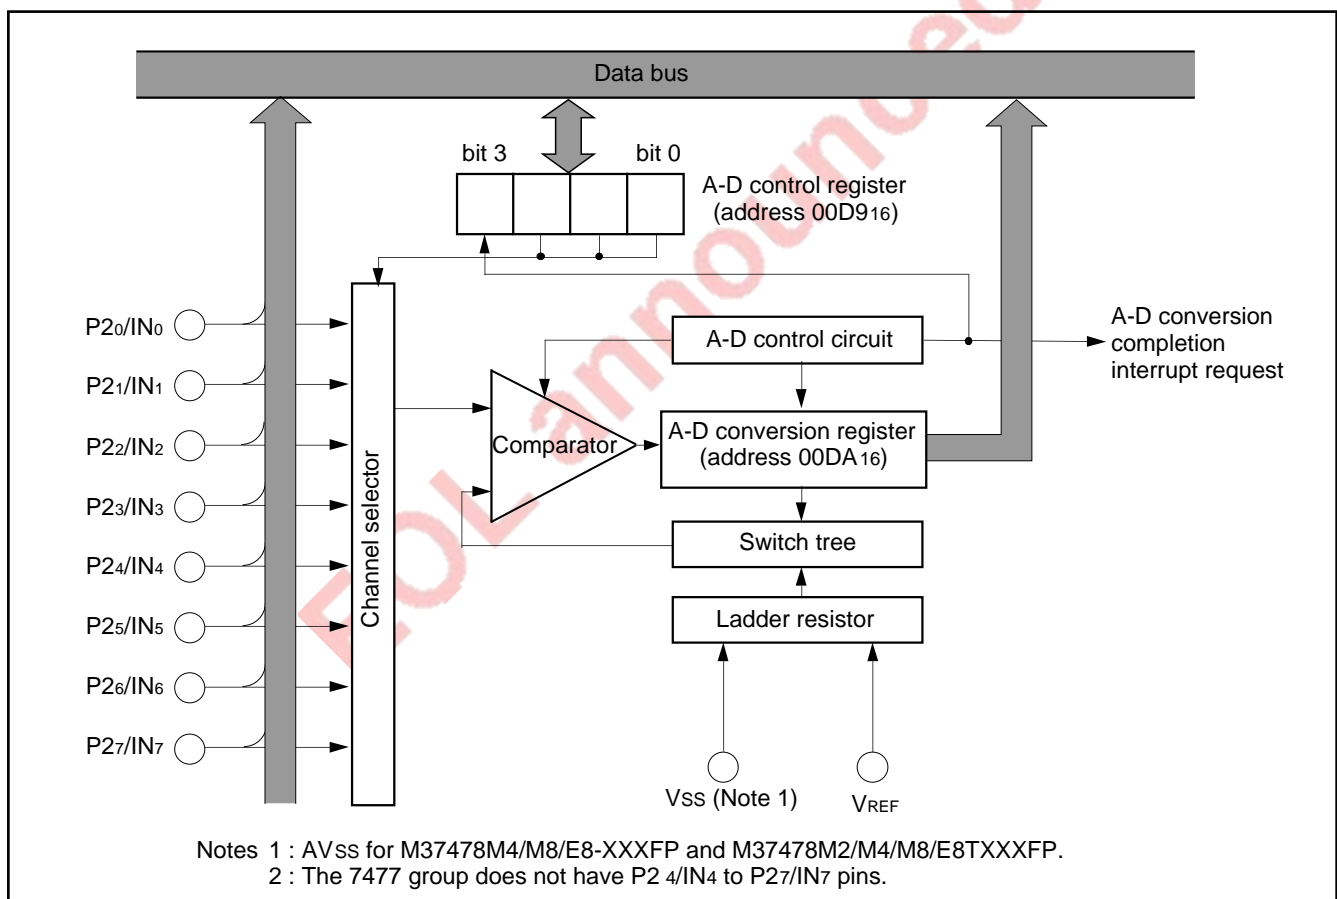 EOL announced
Data bus
bit 3 bit 0
A-D control register
(address 00D916)
P20/IN0
P21/IN1
P22/IN2
P23/IN3
P24/IN4
P25/IN5
P26/IN6
P27/IN7
Channel selector
Comparator
A-D control circuit
A-D conversion
completion
interrupt request
A-D conversion register
(address 00DA16)
Switch tree
Ladder resistor
VSS (Note 1)
VREF
Notes 1 : AVSS for M37478M4/M8/E8-XXXFP and M37478M2/M4/M8/E8TXXXFP.
2 : The 7477 group does not have P2 4/IN4 to P27/IN7 pins.